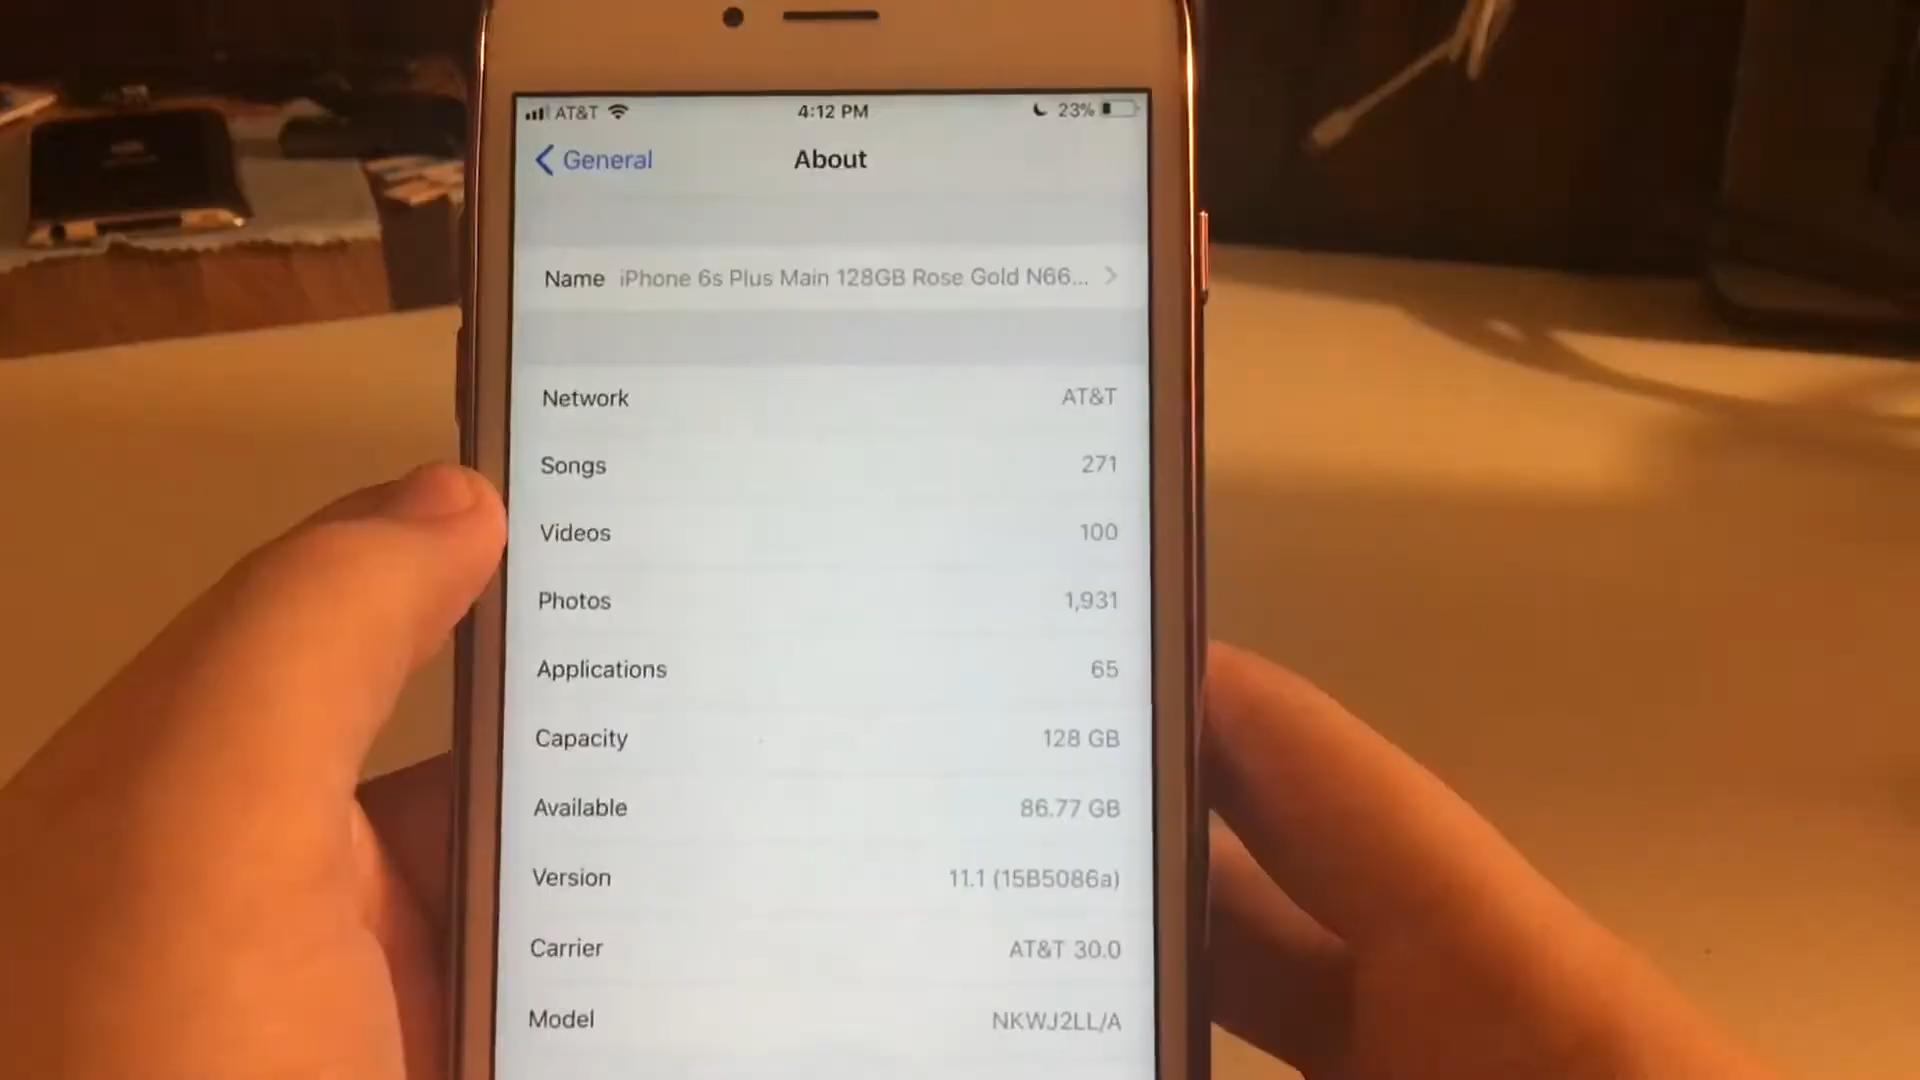 AT&T 4:12 PM 23%
General About
Name iPhone 6s Plus Main 128GB Rose Gold N66...
Network AT&T
Songs 271
Videos 100
Photos 1,931
Applications 65
Capacity 128 GB
Available 86.77 GB
Version 11.1 (15B5086a)
Carrier AT&T 30.0
Model NKWJ2LL/A